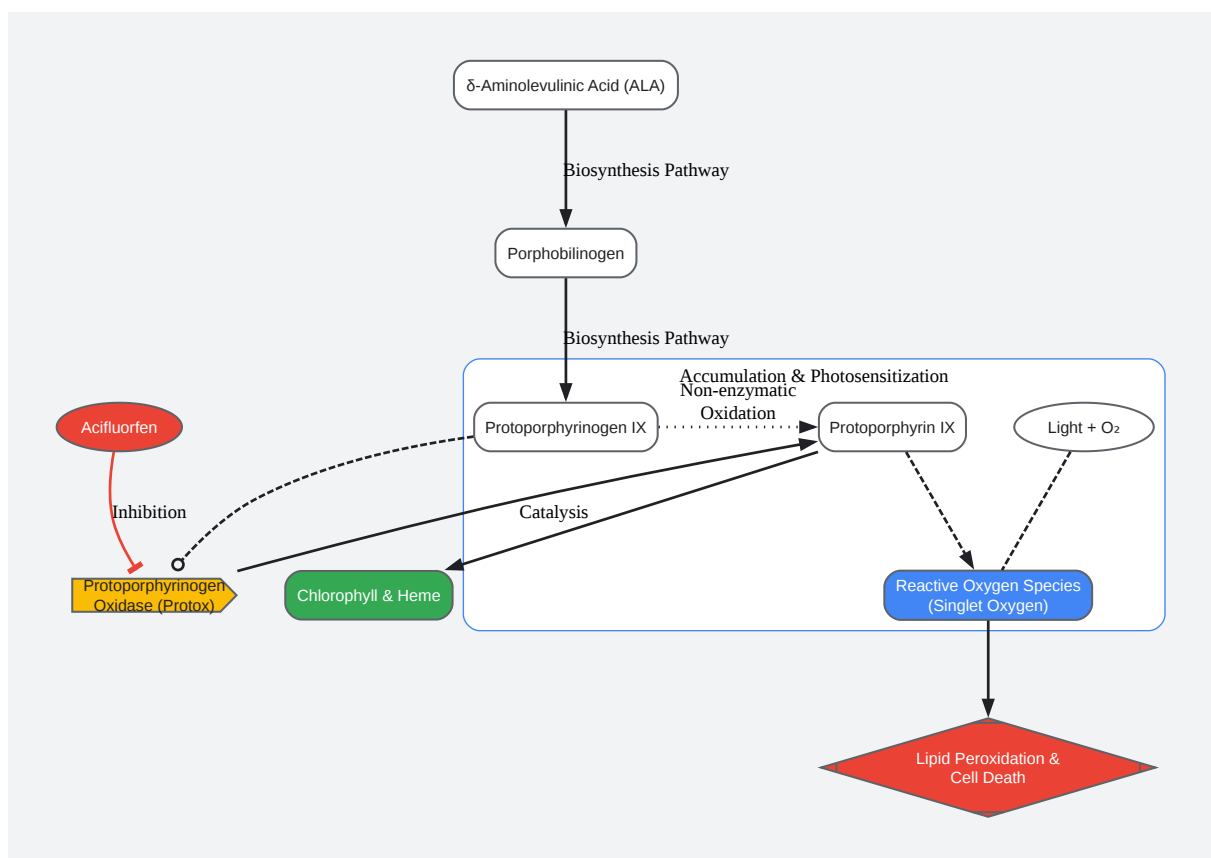 δ-Aminolevulinic Acid (ALA)
Biosynthesis Pathway
Porphobilinogen
Biosynthesis Pathway
Accumulation & Photosensitization
Non-enzymatic
Oxidation
Acifluorfen
Protoporphyrinogen IX
Protoporphyrin IX
Light + O₂
Inhibition
Catalysis
Protoporphyrinogen
Oxidase (Protox)
Chlorophyll & Heme
Reactive Oxygen Species
(Singlet Oxygen)
Lipid Peroxidation &
Cell Death